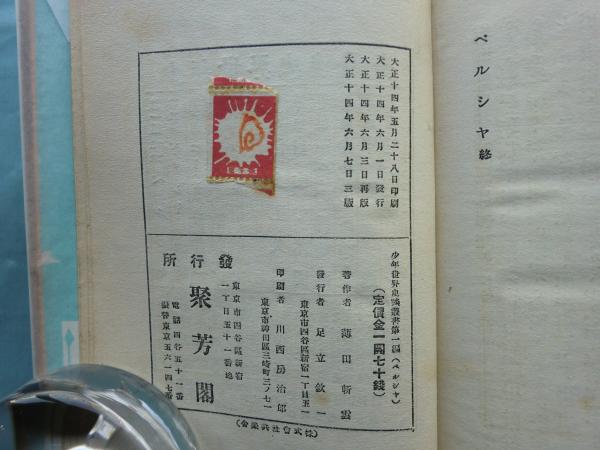 ペルシヤ 終
大正十四年五月二十八日印刷
大正十四年六月一日發行
大正十四年六月三日再版
大正十四年六月七日三版
少年世界史譚叢書第一編（ペルシヤ）
（定價金一圓七十錢）
著作者 薄田斬雲
發行者 足立欽一
東京市四谷區新宿一丁目五一
印刷者 川西房治郎
東京市神田區三崎町三ノ七一
發行所
東京市四谷區新宿
一丁目五十一番地
聚芳閣
電話四谷五十一番
振替東京五六一四七番